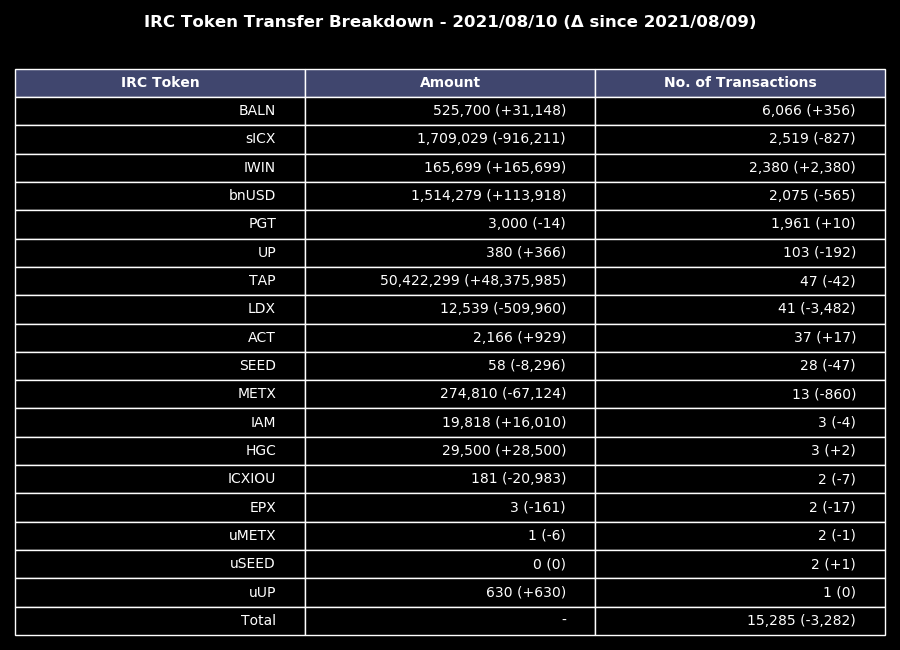 IRC Token Transfer Breakdown - 2021/08/10 (Δ since 2021/08/09)
IRC Token Amount No. of Transactions
BALN 525,700 (+31,148) 6,066 (+356)
sICX 1,709,029 (-916,211) 2,519 (-827)
IWIN 165,699 (+165,699) 2,380 (+2,380)
bnUSD 1,514,279 (+113,918) 2,075 (-565)
PGT 3,000 (-14) 1,961 (+10)
UP 380 (+366) 103 (-192)
TAP 50,422,299 (+48,375,985) 47 (-42)
LDX 12,539 (-509,960) 41 (-3,482)
ACT 2,166 (+929) 37 (+17)
SEED 58 (-8,296) 28 (-47)
METX 274,810 (-67,124) 13 (-860)
IAM 19,818 (+16,010) 3 (-4)
HGC 29,500 (+28,500) 3 (+2)
ICXIOU 181 (-20,983) 2 (-7)
EPX 3 (-161) 2 (-17)
uMETX 1 (-6) 2 (-1)
uSEED 0 (0) 2 (+1)
uUP 630 (+630) 1 (0)
Total - 15,285 (-3,282)